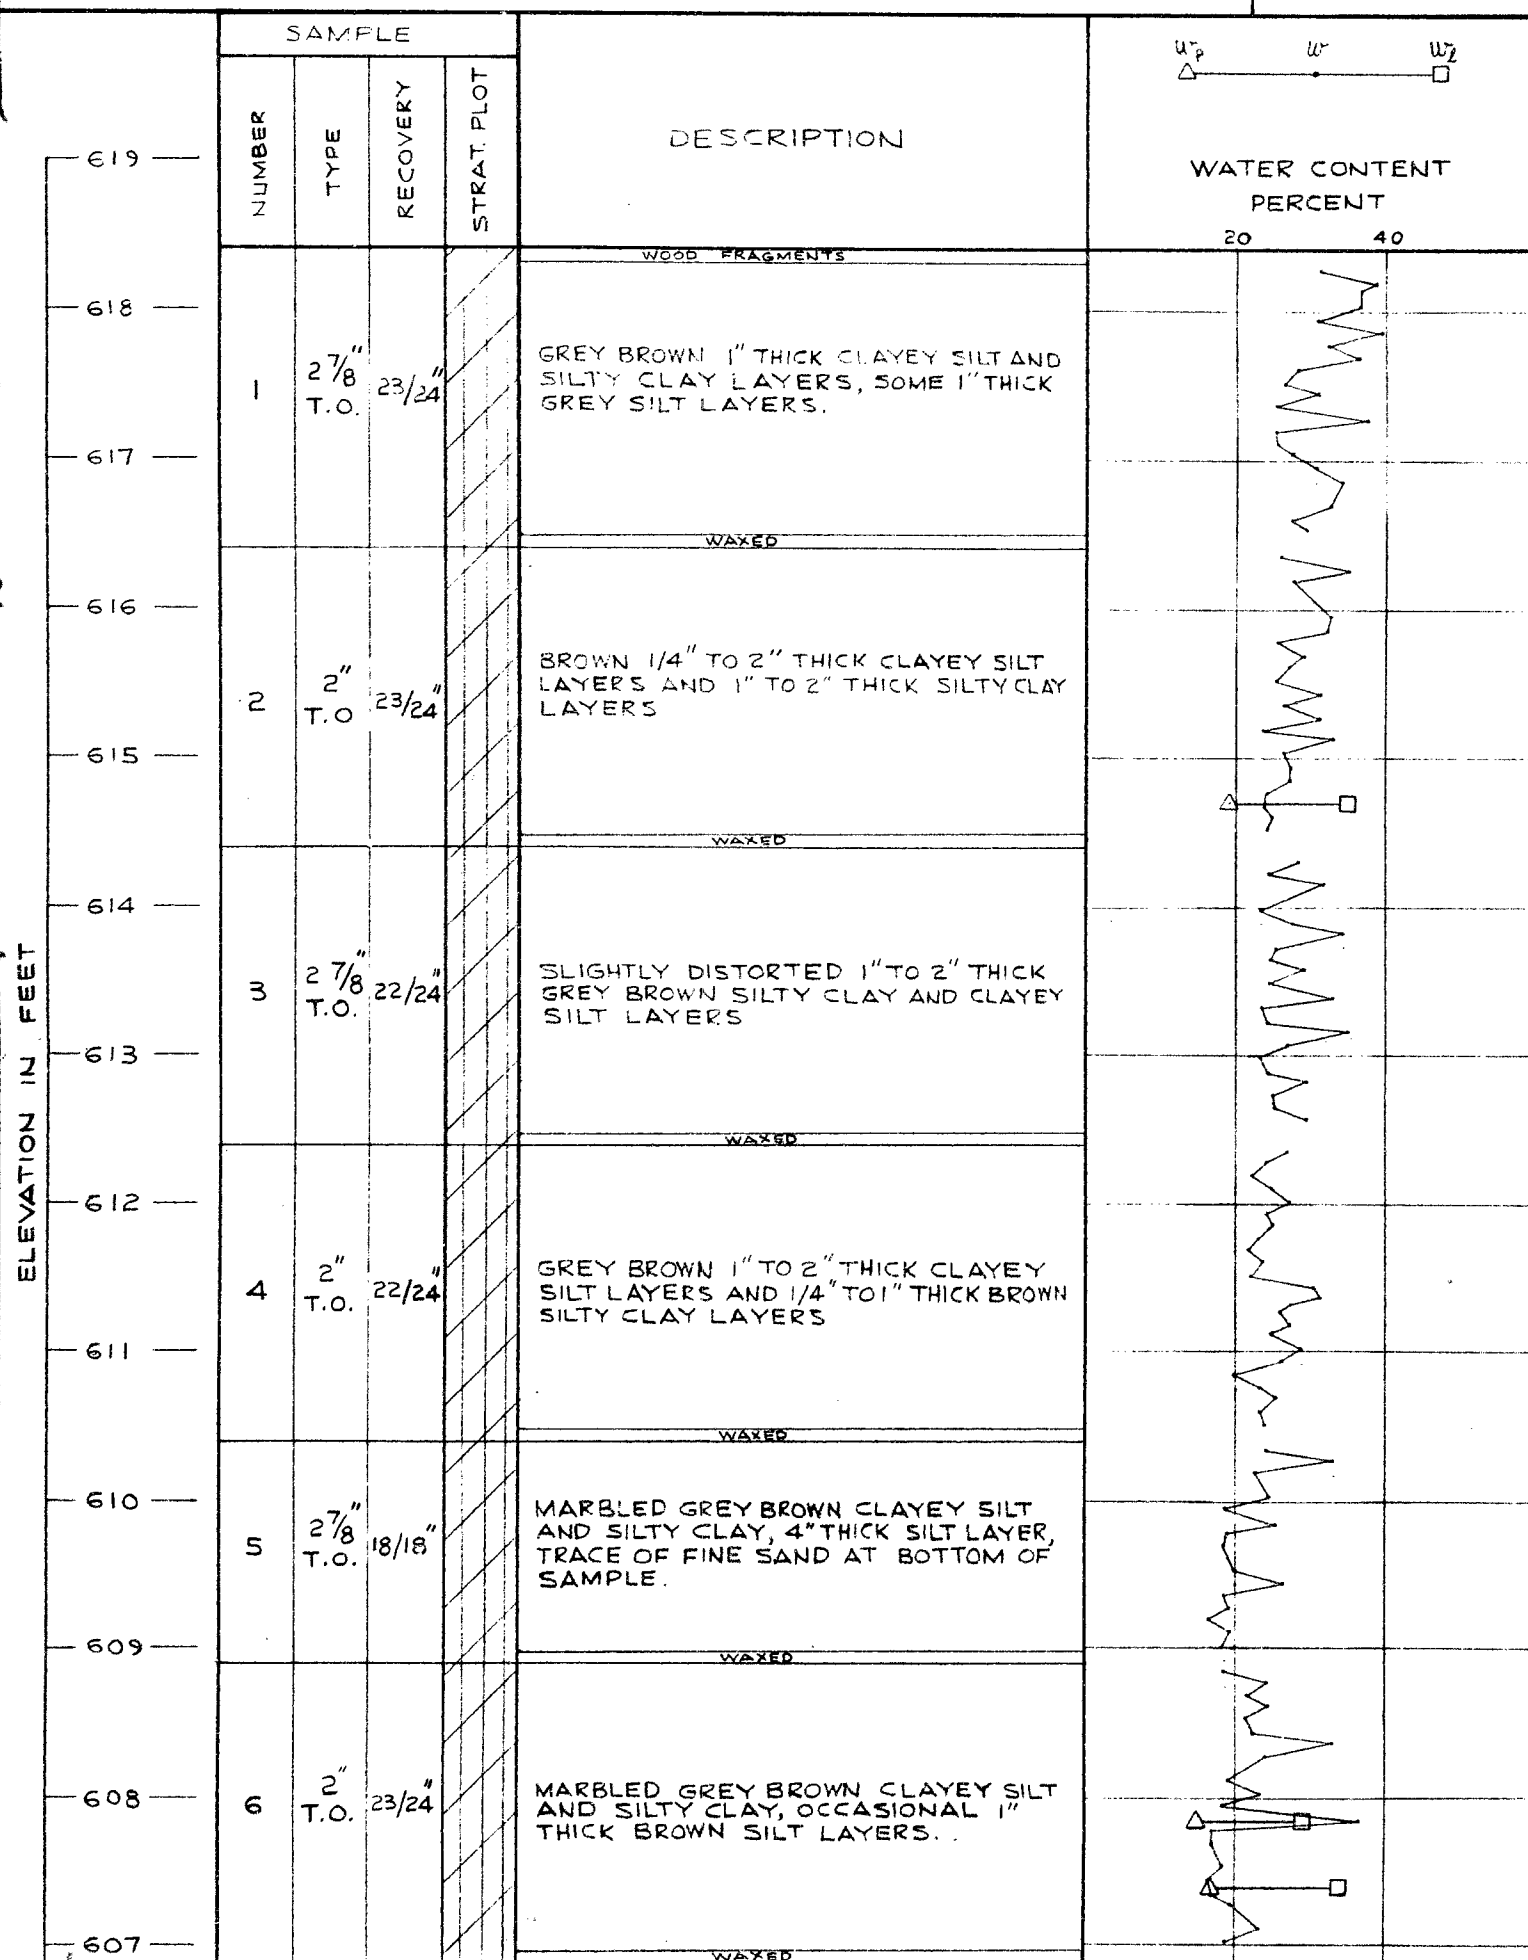 SAMPLE
NUMBER
TYPE
RECOVERY
STRAT. PLOT
DESCRIPTION
wp w wl
WATER CONTENT
PERCENT
20 40
ELEVATION IN FEET
619
618
617
616
615
614
613
612
611
610
609
608
607
WOOD FRAGMENTS
1
2 7/8"
T.O.
23/24"
GREY BROWN 1" THICK CLAYEY SILT AND
SILTY CLAY LAYERS, SOME 1" THICK
GREY SILT LAYERS.
WAXED
2
2"
T.O
23/24"
BROWN 1/4" TO 2" THICK CLAYEY SILT
LAYERS AND 1" TO 2" THICK SILTY CLAY
LAYERS
WAXED
3
2 7/8"
T.O.
22/24"
SLIGHTLY DISTORTED 1" TO 2" THICK
GREY BROWN SILTY CLAY AND CLAYEY
SILT LAYERS
WAXED
4
2"
T.O.
22/24"
GREY BROWN 1" TO 2" THICK CLAYEY
SILT LAYERS AND 1/4" TO 1" THICK BROWN
SILTY CLAY LAYERS
WAXED
5
2 7/8"
T.O.
18/18"
MARBLED GREY BROWN CLAYEY SILT
AND SILTY CLAY, 4" THICK SILT LAYER,
TRACE OF FINE SAND AT BOTTOM OF
SAMPLE.
WAXED
6
2"
T.O.
23/24"
MARBLED GREY BROWN CLAYEY SILT
AND SILTY CLAY, OCCASIONAL 1"
THICK BROWN SILT LAYERS.
WAXED